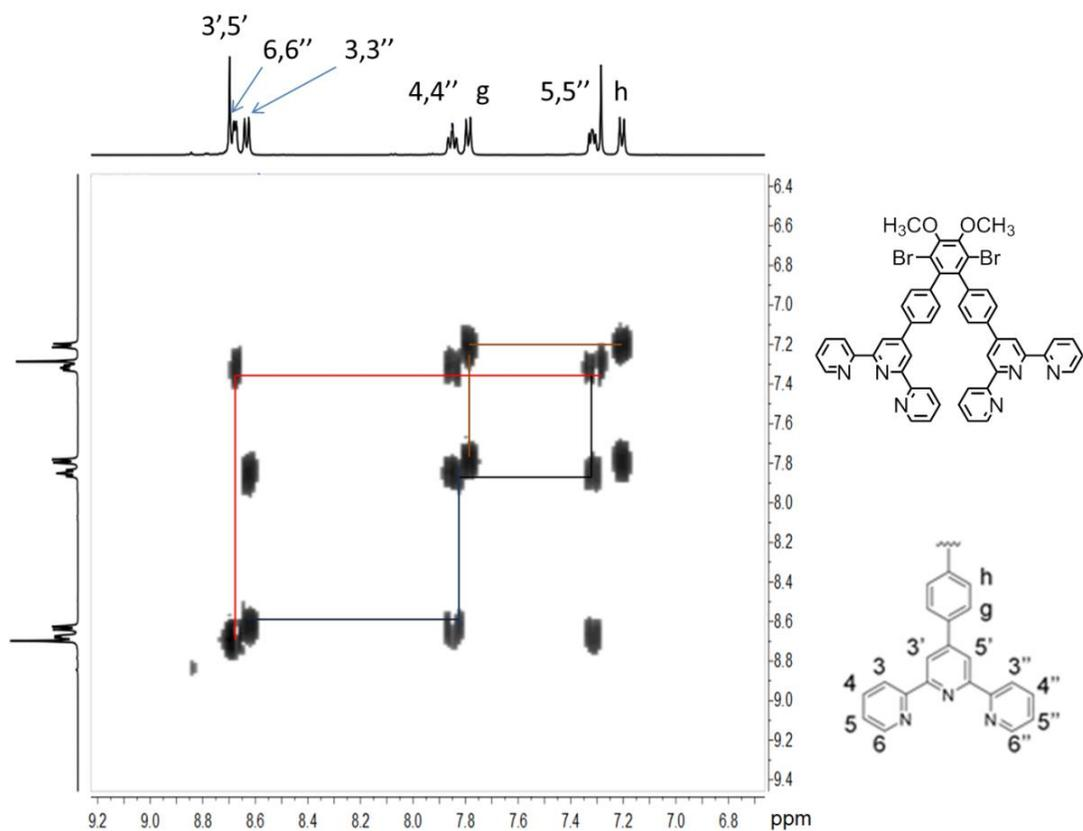 3',5'
6,6''
3,3''
4,4''
g
5,5''
h
6.4
6.6
6.8
7.0
7.2
7.4
7.6
7.8
8.0
8.2
8.4
8.6
8.8
9.0
9.2
9.4
9.2 9.0 8.8 8.6 8.4 8.2 8.0 7.8 7.6 7.4 7.2 7.0 6.8 ppm
H3CO OCH3
Br Br
N N N N
N N
h
g
3' 5'
3 3"
4 4"
N
5 N N 5"
6 6"